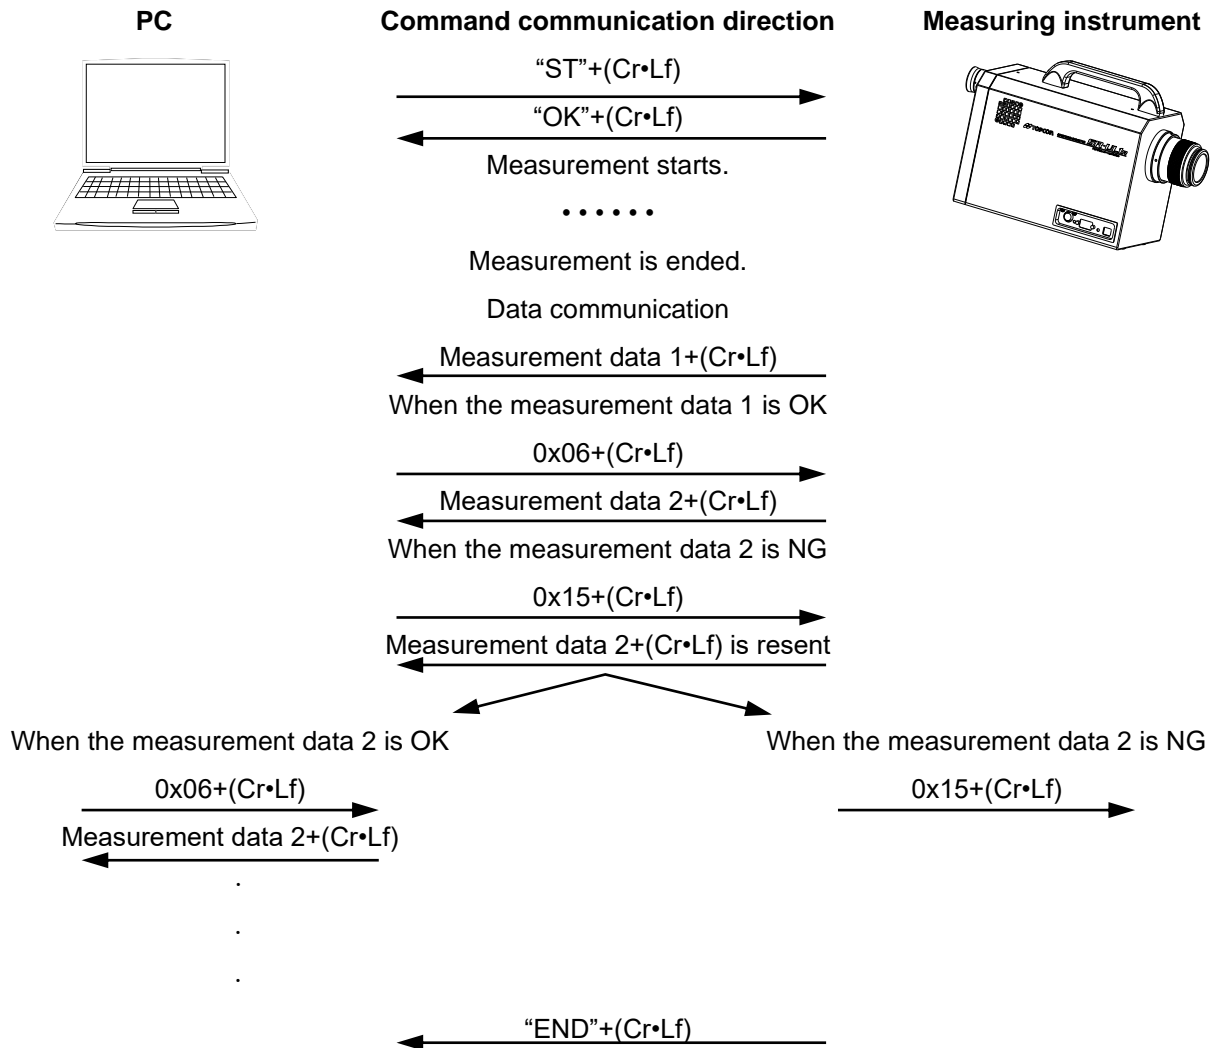 PC Command communication direction Measuring instrument
“ST”+(Cr•Lf)
“OK”+(Cr•Lf)
Measurement starts.
• • • • • •
Measurement is ended.
Data communication
Measurement data 1+(Cr•Lf)
When the measurement data 1 is OK
0x06+(Cr•Lf)
Measurement data 2+(Cr•Lf)
When the measurement data 2 is NG
0x15+(Cr•Lf)
Measurement data 2+(Cr•Lf) is resent
When the measurement data 2 is OK When the measurement data 2 is NG
0x06+(Cr•Lf) 0x15+(Cr•Lf)
Measurement data 2+(Cr•Lf)
.
.
.
“END”+(Cr•Lf)
TOPCON